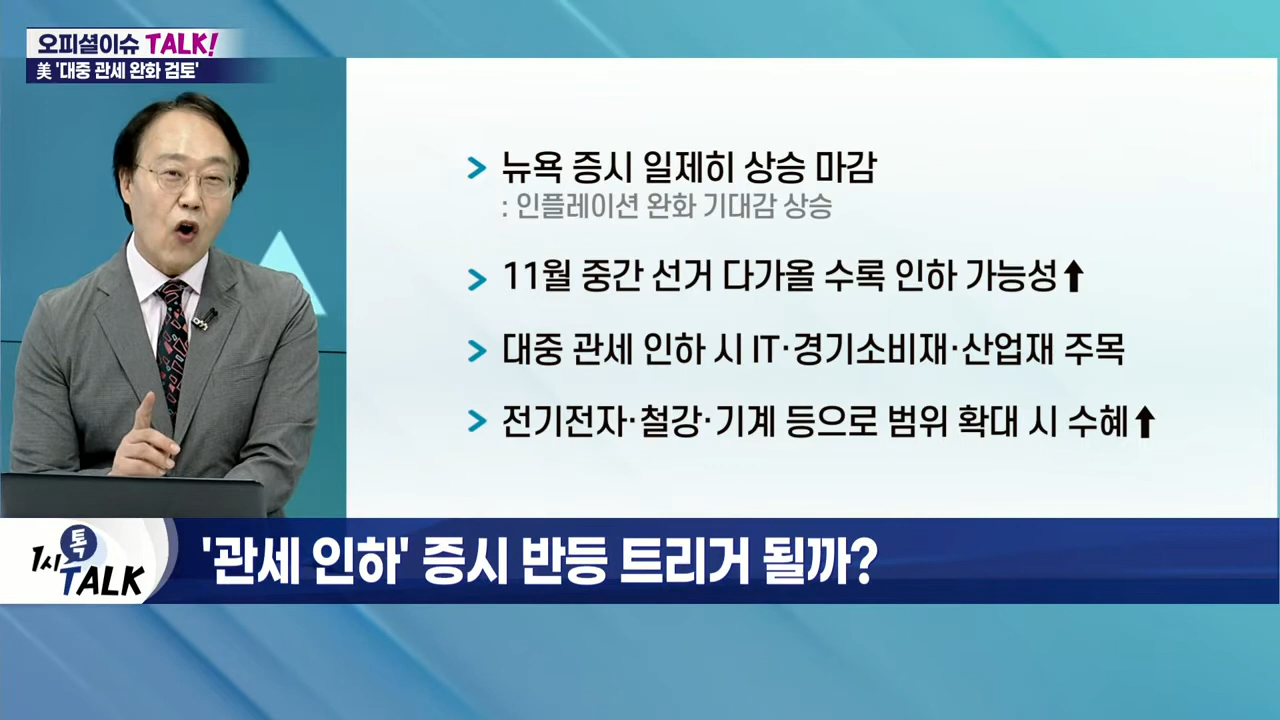 오피셜이슈 TALK!
美 '대중 관세 완화 검토'
> 뉴욕 증시 일제히 상승 마감
: 인플레이션 완화 기대감 상승
> 11월 중간 선거 다가올 수록 인하 가능성⬆
> 대중 관세 인하 시 IT·경기소비재·산업재 주목
> 전기전자·철강·기계 등으로 범위 확대 시 수혜⬆
1시 톡 TALK
'관세 인하' 증시 반등 트리거 될까?